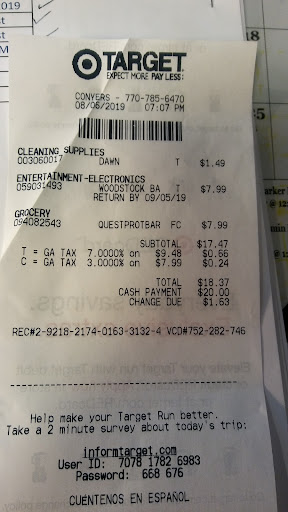 2019
TARGET
EXPECT MORE PAY LESS.
CONYERS - 770-785-6470
08/06/2019 07:07 PM
CLEANING SUPPLIES
003060017 DAWN T $1.49
ENTERTAINMENT-ELECTRONICS
059031493 WOODSTOCK BA T $7.99
RETURN BY 09/05/19
GROCERY
094082543 QUESTPROTBAR FC $7.99
SUBTOTAL $17.47
T = GA TAX 7.0000% on $9.48 $0.66
C = GA TAX 3.0000% on $7.99 $0.24
TOTAL $18.37
CASH PAYMENT $20.00
CHANGE DUE $1.63
REC#2-9218-2174-0163-3132-4 VCD#752-282-746
Help make your Target Run better.
Take a 2 minute survey about today's trip:
informtarget.com
User ID: 7078 1782 6983
Password: 668 676
CUÉNTENOS EN ESPAÑOL